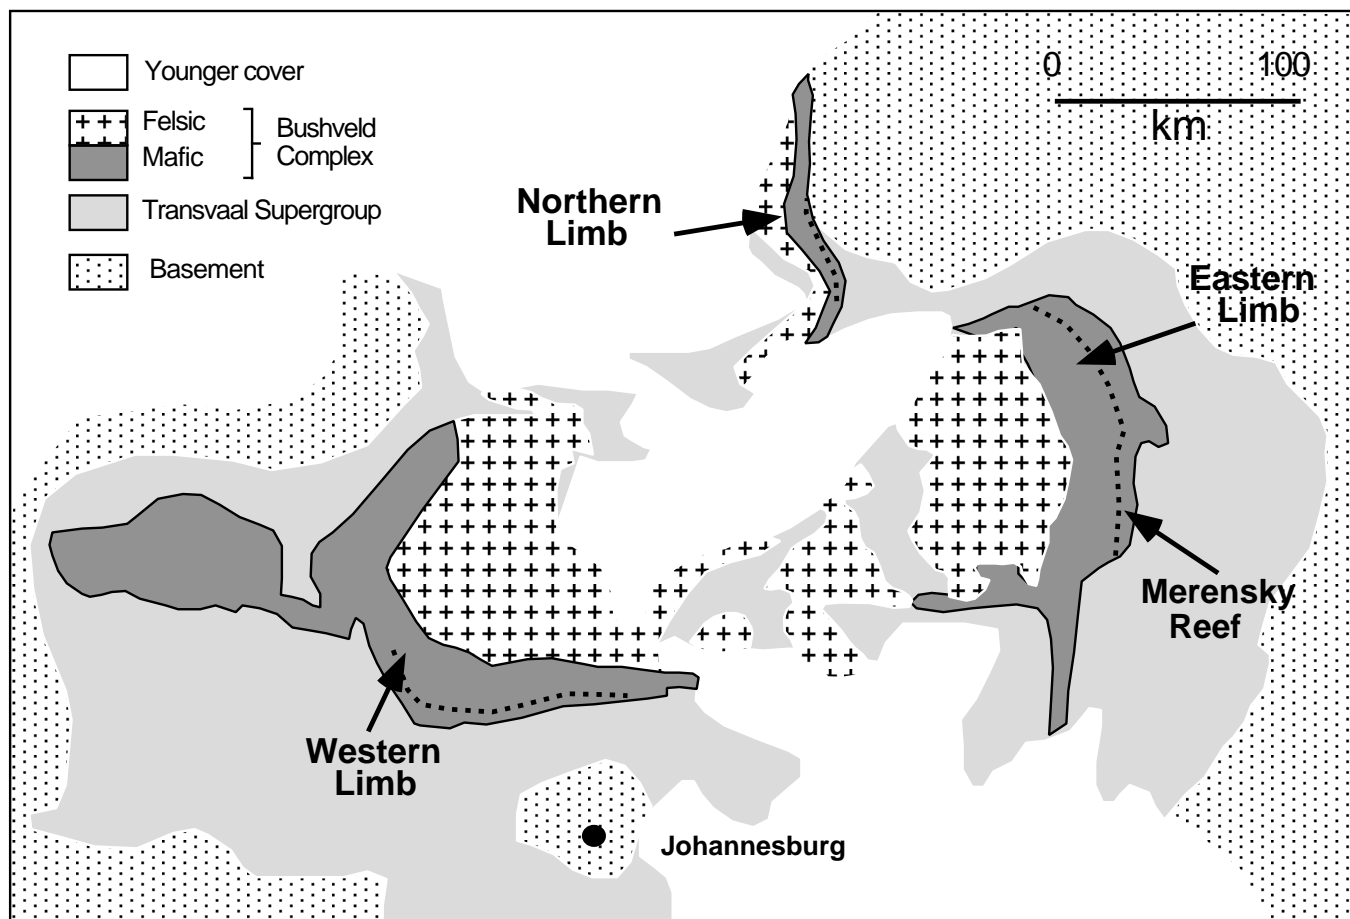 Younger cover
Felsic
Mafic
Bushveld
Complex
Transvaal Supergroup
Basement
0
100
km
Northern
Limb
Eastern
Limb
Merensky
Reef
Western
Limb
Johannesburg